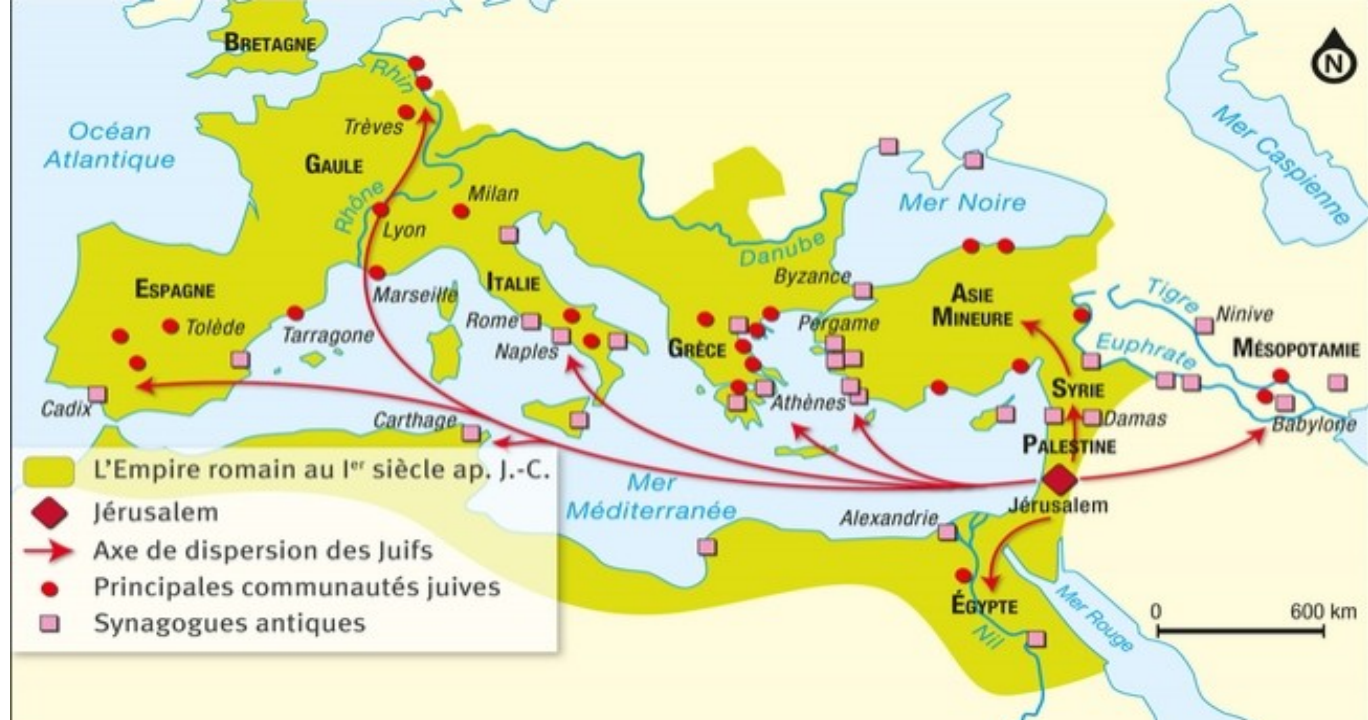 BRETAGNE
Rhin
N
Océan
Atlantique
Trèves
Mer Caspienne
GAULE
Rhône
Milan
Mer Noire
Lyon
Danube
ESPAGNE
Marseille
ITALIE
Byzance
ASIE
MINEURE
Tigre
Ninive
Tolède
Tarragone
Rome
Naples
GRÈCE
Pergame
Euphrate
MÉSOPOTAMIE
Cadix
Carthage
Athènes
SYRIE
Damas
Babylone
PALESTINE
L'Empire romain au Ier siècle ap. J.-C.
Jérusalem
Axe de dispersion des Juifs
Principales communautés juives
Synagogues antiques
Mer
Méditerranée
Alexandrie
Jérusalem
ÉGYPTE
Nil
Mer Rouge
0 600 km